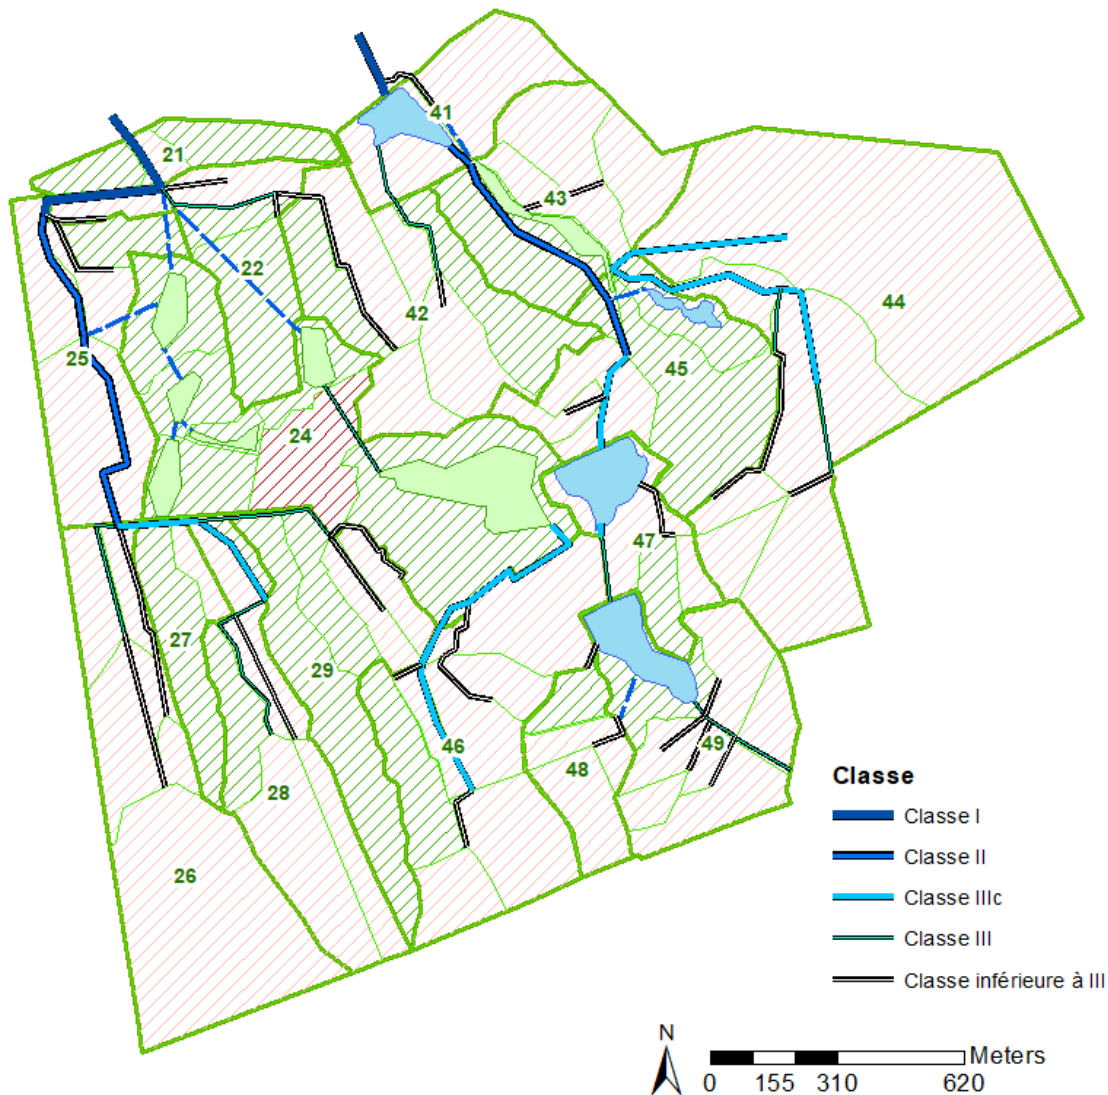 41
21
43
22
44
42
25
45
24
47
27
29
46
49
48
28
26
Classe
Classe I
Classe II
Classe IIIc
Classe III
Classe inférieure à III
N
Meters
0 155 310 620